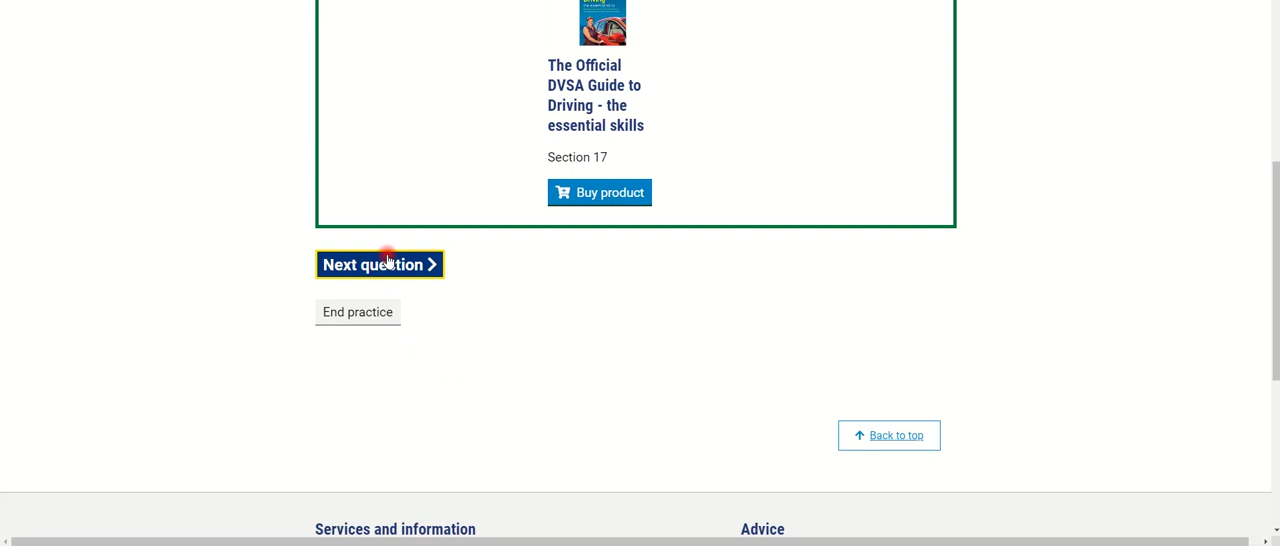 The Official
DVSA Guide to
Driving - the
essential skills
Section 17
Buy product
Next question
End practice
Back to top
Services and information
Advice